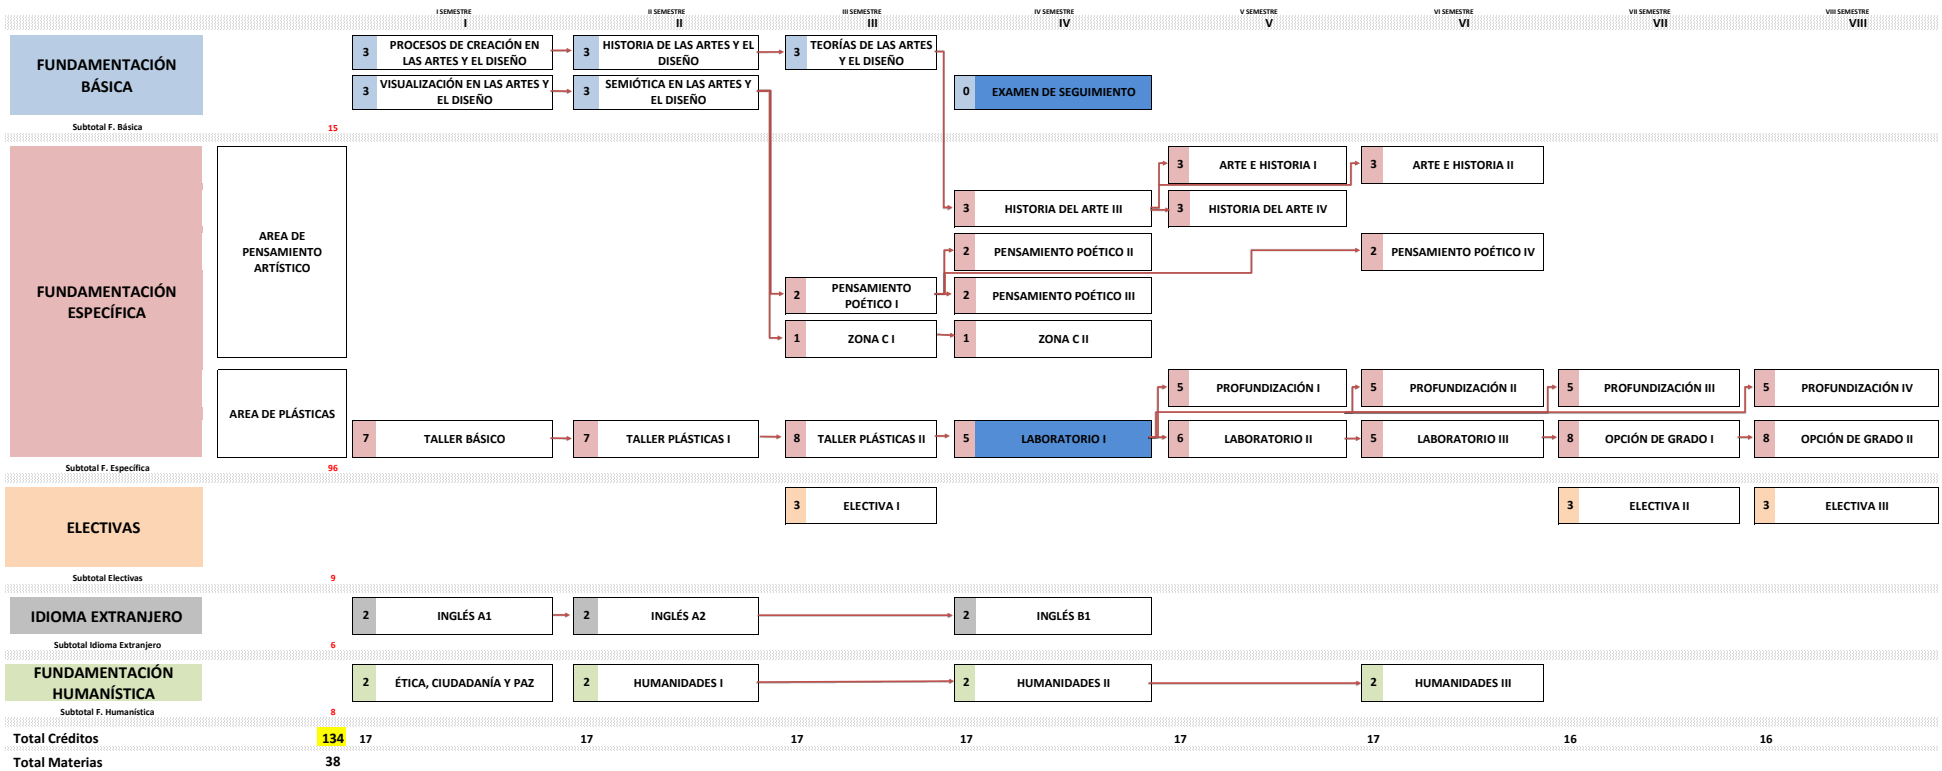 I SEMESTRE II SEMESTRE III SEMESTRE IV SEMESTRE V SEMESTRE VI SEMESTRE VII SEMESTRE VIII SEMESTRE
I II III IV V VI VII VIII
FUNDAMENTACIÓN
BÁSICA
3 PROCESOS DE CREACIÓN EN
LAS ARTES Y EL DISEÑO
3 HISTORIA DE LAS ARTES Y EL
DISEÑO
3 TEORÍAS DE LAS ARTES
Y EL DISEÑO
3 VISUALIZACIÓN EN LAS ARTES Y
EL DISEÑO
3 SEMIÓTICA EN LAS ARTES Y
EL DISEÑO
0 EXAMEN DE SEGUIMIENTO
Subtotal F. Básica 15
FUNDAMENTACIÓN
ESPECÍFICA
AREA DE
PENSAMIENTO
ARTÍSTICO
3 ARTE E HISTORIA I
3 ARTE E HISTORIA II
3 HISTORIA DEL ARTE III
3 HISTORIA DEL ARTE IV
2 PENSAMIENTO POÉTICO II
2 PENSAMIENTO POÉTICO IV
2 PENSAMIENTO
POÉTICO I
2 PENSAMIENTO POÉTICO III
1 ZONA C I
1 ZONA C II
AREA DE PLÁSTICAS
5 PROFUNDIZACIÓN I
5 PROFUNDIZACIÓN II
5 PROFUNDIZACIÓN III
5 PROFUNDIZACIÓN IV
7 TALLER BÁSICO
7 TALLER PLÁSTICAS I
8 TALLER PLÁSTICAS II
5 LABORATORIO I
6 LABORATORIO II
5 LABORATORIO III
8 OPCIÓN DE GRADO I
8 OPCIÓN DE GRADO II
Subtotal F. Específica 96
ELECTIVAS
3 ELECTIVA I
3 ELECTIVA II
3 ELECTIVA III
Subtotal Electivas 9
IDIOMA EXTRANJERO
2 INGLÉS A1
2 INGLÉS A2
2 INGLÉS B1
Subtotal Idioma Extranjero 6
FUNDAMENTACIÓN
HUMANÍSTICA
2 ÉTICA, CIUDADANÍA Y PAZ
2 HUMANIDADES I
2 HUMANIDADES II
2 HUMANIDADES III
Subtotal F. Humanística 8
Total Créditos 134 17 17 17 17 17 17 16 16
Total Materias 38